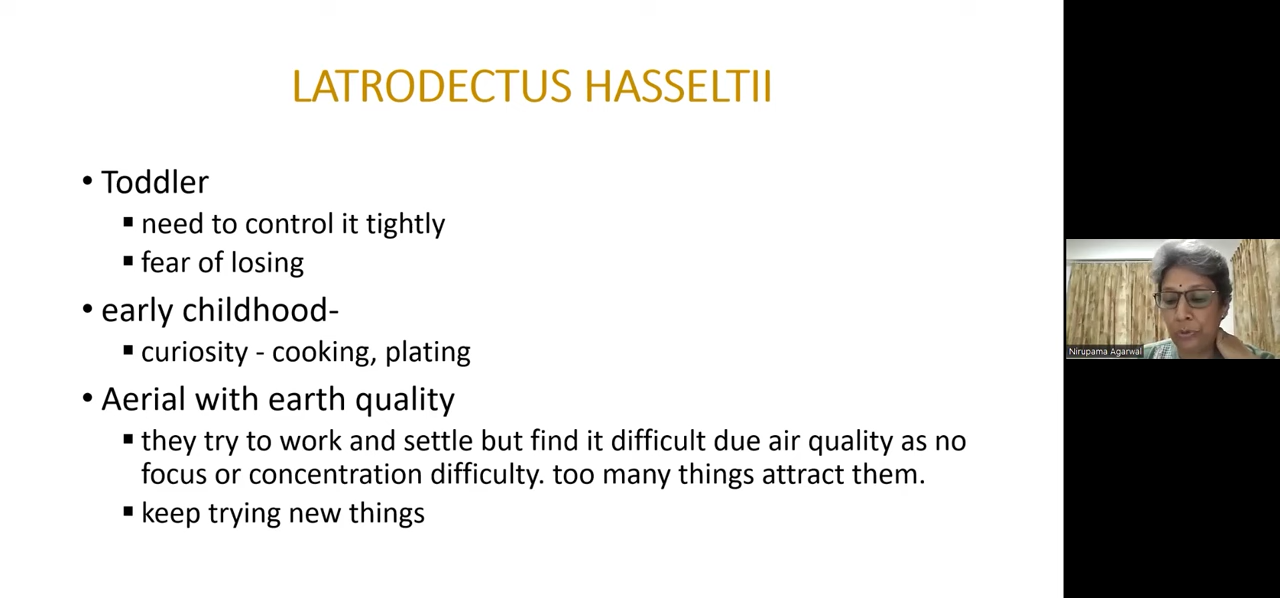 LATRODECTUS HASSELTII
• Toddler
▪ need to control it tightly
▪ fear of losing
• early childhood-
▪ curiosity - cooking, plating
• Aerial with earth quality
▪ they try to work and settle but find it difficult due air quality as no
focus or concentration difficulty. too many things attract them.
▪ keep trying new things
Nirupama Agarwal